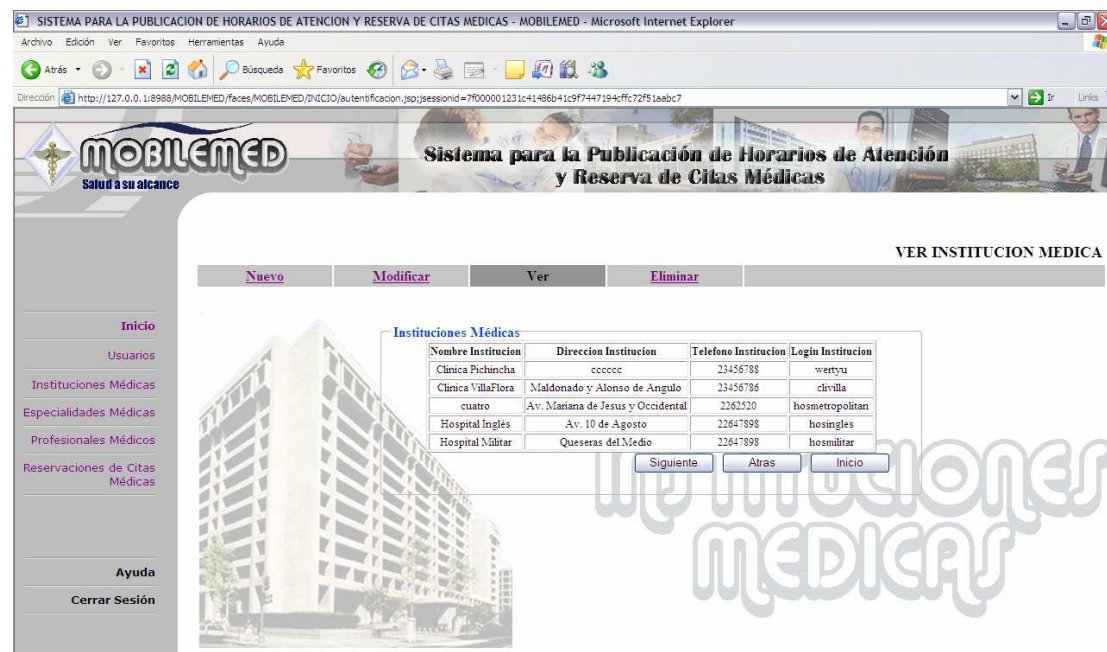 SISTEMA PARA LA PUBLICACION DE HORARIOS DE ATENCION Y RESERVA DE CITAS MEDICAS - MOBILEMED - Microsoft Internet Explorer
Archivo Edición Ver Favoritos Herramientas Ayuda
Atrás Búsqueda Favoritos
Dirección http://127.0.0.1:8988/MOBILEMED/faces/MOBILEMED/INICIO/autentificacion.jsp;jsessionid=7f000001231c41486b41c9f7447194cffc72f51aabc7 Ir Links
MOBILEMED
Salud a su alcance
Sistema para la Publicación de Horarios de Atención
y Reserva de Citas Médicas
VER INSTITUCION MEDICA
Nuevo Modificar Ver Eliminar
Inicio
Usuarios
Instituciones Médicas
Especialidades Médicas
Profesionales Médicos
Reservaciones de Citas
Médicas
Ayuda
Cerrar Sesión
Instituciones Médicas
Nombre Institucion Direccion Institucion Telefono Institucion Login Institucion
Clinica Pichincha cccccc 23456788 wertyu
Clinica VillaFlora Maldonado y Alonso de Angulo 23456786 clivilla
cuatro Av. Mariana de Jesus y Occidental 2262520 hosmetropolitan
Hospital Inglés Av. 10 de Agosto 22647898 hosingles
Hospital Militar Queseras del Medio 22647898 hosmilitar
Siguiente Atras Inicio
MEDICAS